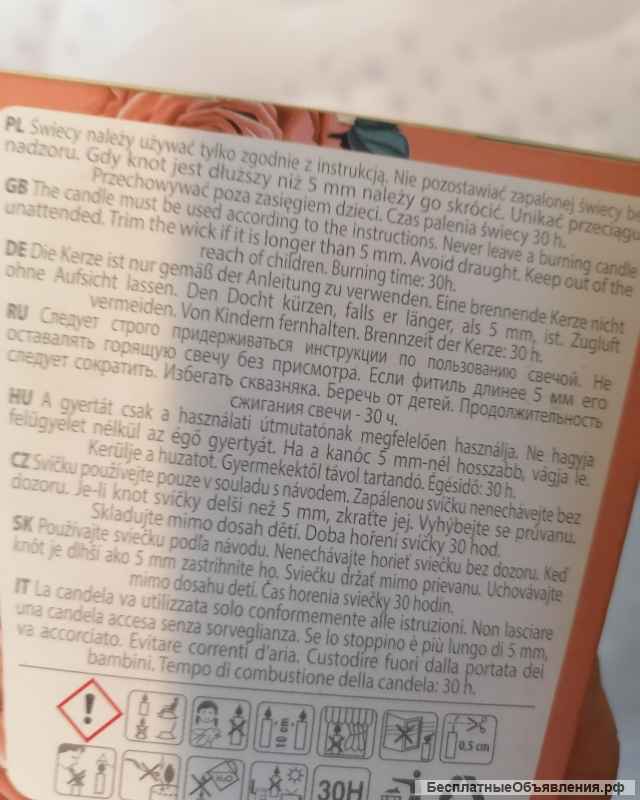 PL Świecy należy używać tylko zgodnie z instrukcją. Nie pozostawiać zapalonej świecy b
nadzoru. Gdy knot jest dłuższy niż 5 mm należy go skrócić. Unikać przeciągu
Przechowywać poza zasięgiem dzieci. Czas palenia świecy 30 h.
GB The candle must be used according to the instructions. Never leave a burning candle
unattended. Trim the wick if it is longer than 5 mm. Avoid draught. Keep out of the
reach of children. Burning time: 30h.
DE Die Kerze ist nur gemäß der Anleitung zu verwenden. Eine brennende Kerze nicht
ohne Aufsicht lassen. Den Docht kürzen, falls er länger, als 5 mm, ist. Zugluft
vermeiden. Von Kindern fernhalten. Brennzeit der Kerze: 30 h.
RU Следует строго придерживаться инструкции по пользованию свечой. Не
оставлять горящую свечу без присмотра. Если фитиль длинее 5 мм его
следует сократить. Избегать сквазняка. Беречь от детей. Продолжительность
сжигания свечи - 30 ч.
HU A gyertát csak a használati útmutatónak megfelelően használja. Ne hagyja
felügyelet nélkül az égő gyertyát. Ha a kanóc 5 mm-nél hosszabb, vágja le.
Kerülje a huzatot. Gyermekektől távol tartandó. Égésidő: 30 h.
CZ Svíčku používejte pouze v souladu s návodem. Zapálenou svíčku nenechávejte bez
dozoru. Je-li knot svíčky delší než 5 mm, zkraťte jej. Vyhýbejte se průvanu.
Skladujte mimo dosah dětí. Doba hoření svíčky 30 hod.
SK Používajte sviečku podľa návodu. Nenechávajte horieť sviečku bez dozoru. Keď
knôt je dlhší ako 5 mm zastrihnite ho. Sviečku držať mimo prievanu. Uchovávajte
mimo dosahu detí. Čas horenia sviečky 30 hodín.
IT La candela va utilizzata solo conformemente alle istruzioni. Non lasciare
una candela accesa senza sorveglianza. Se lo stoppino è più lungo di 5 mm,
va accorciato. Evitare correnti d'aria. Custodire fuori dalla portata dei
bambini. Tempo di combustione della candela: 30 h.
10 cm
0,5 cm
H₂O
30H
БесплатныеОбъявления.рф